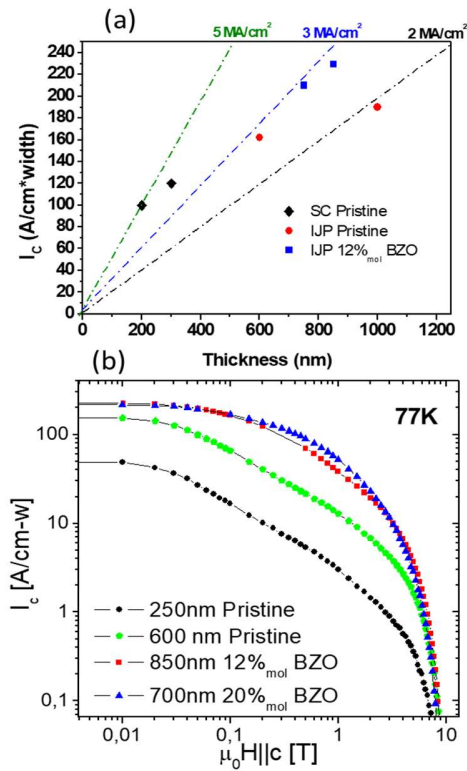 (a)
5 MA/cm²
3 MA/cm²
2 MA/cm²
I_c (A/cm*width)
240
220
200
180
160
140
120
100
80
60
40
20
0
SC Pristine
IJP Pristine
IJP 12%mol BZO
0 200 400 600 800 1000 1200
Thickness (nm)
(b)
77K
I_c [A/cm-w]
100
10
1
0,1
250nm Pristine
600 nm Pristine
850nm 12%mol BZO
700nm 20%mol BZO
0,01 0,1 1 10
μ₀H||c [T]